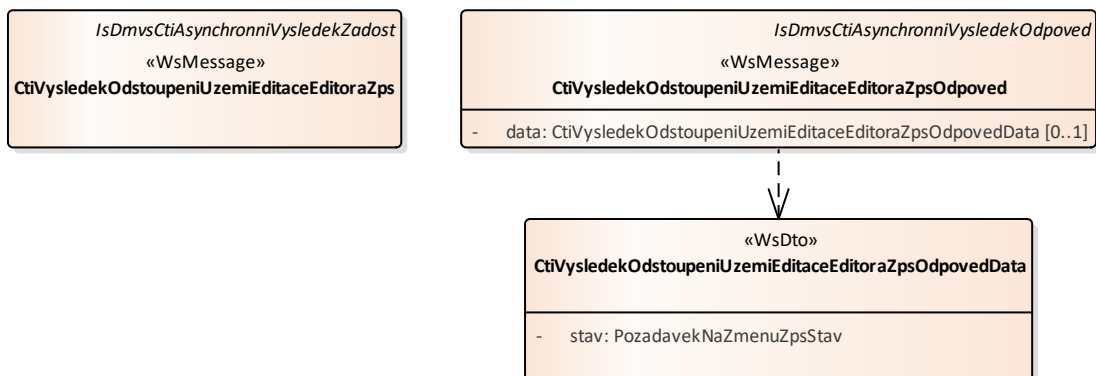 IsDmvsCtiAsynchronniVysledekZadost
«WsMessage»
CtiVysledekOdstoupeniUzemiEditaceEditoraZps
IsDmvsCtiAsynchronniVysledekOdpoved
«WsMessage»
CtiVysledekOdstoupeniUzemiEditaceEditoraZpsOdpoved
- data: CtiVysledekOdstoupeniUzemiEditaceEditoraZpsOdpovedData [0..1]
«WsDto»
CtiVysledekOdstoupeniUzemiEditaceEditoraZpsOdpovedData
- stav: PozadavekNaZmenuZpsStav